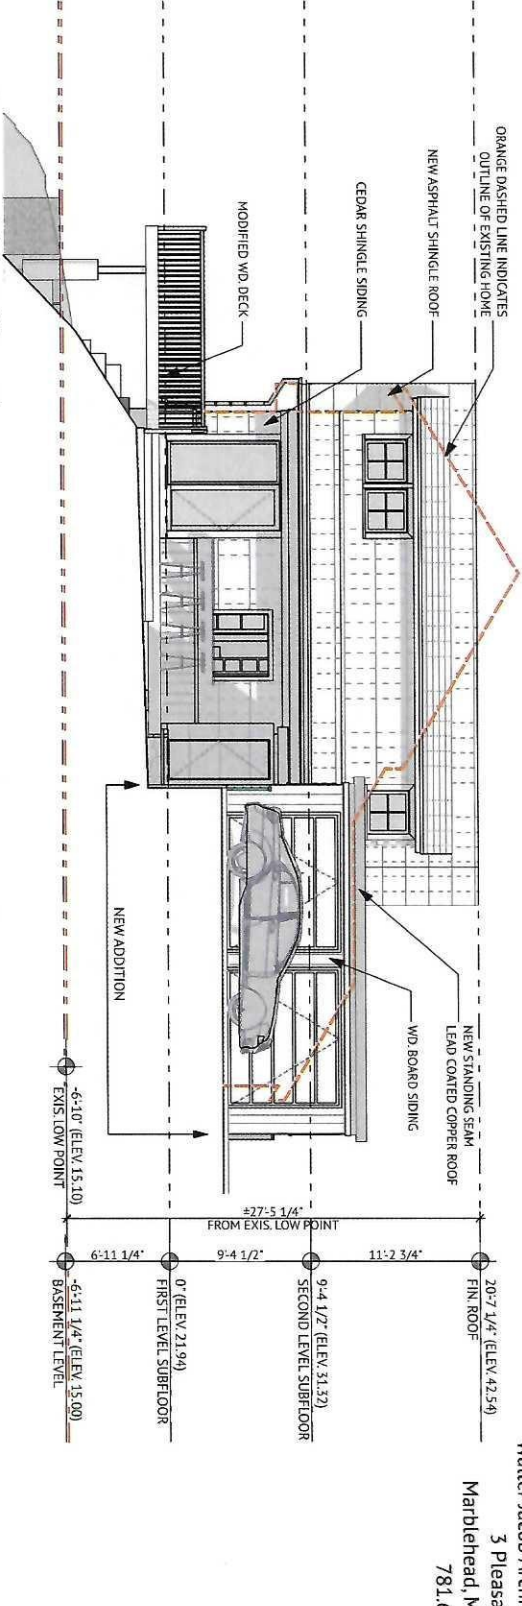 ORANGE DASHED LINE INDICATES
OUTLINE OF EXISTING HOME
NEW ASPHALT SHINGLE ROOF
CEDAR SHINGLE SIDING
MODIFIED WD. DECK
NEW STANDING SEAM
LEAD COATED COPPER ROOF
WD. BOARD SIDING
NEW ADDITION
-6'-10" (ELEV. 15.10)
EXIS. LOW POINT
±27'-5 1/4"
FROM EXIS. LOW POINT
6'-11 1/4"
9'-4 1/2"
11'-2 3/4"
20'-7 1/4" (ELEV. 42.54)
FIN. ROOF
9'-4 1/2" (ELEV. 31.32)
SECOND LEVEL SUBFLOOR
0" (ELEV. 21.94)
FIRST LEVEL SUBFLOOR
-6'-11 1/4" (ELEV. 15.00)
BASEMENT LEVEL
3 Pleasa
Marblehead, M
781.